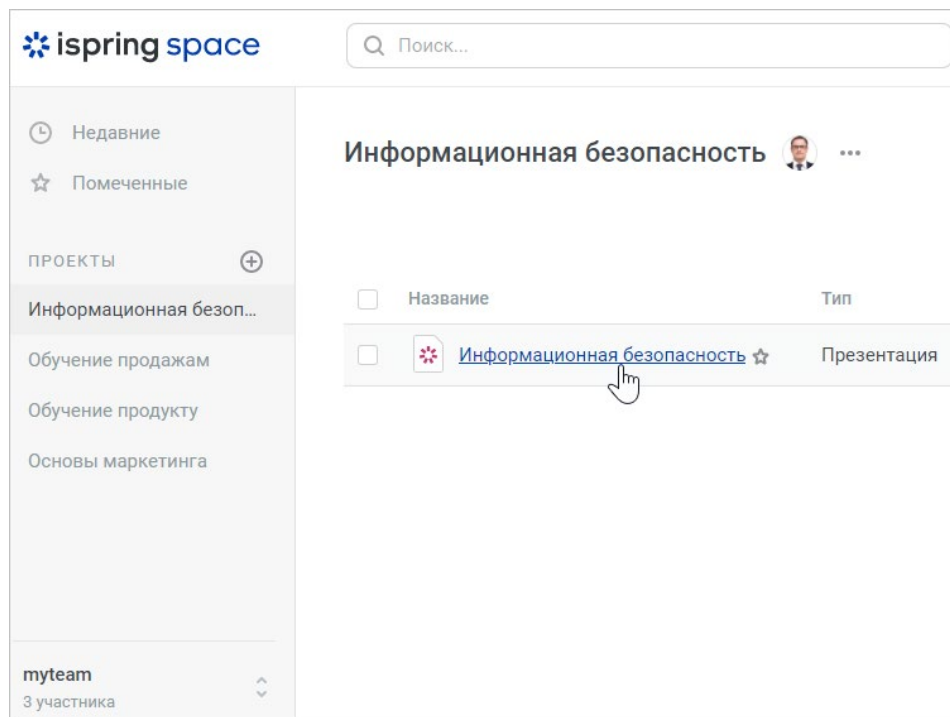 ispring space
Поиск...
Недавние
Помеченные
ПРОЕКТЫ
Информационная безоп...
Обучение продажам
Обучение продукту
Основы маркетинга
myteam
3 участника
Информационная безопасность
Название Тип
Информационная безопасность Презентация